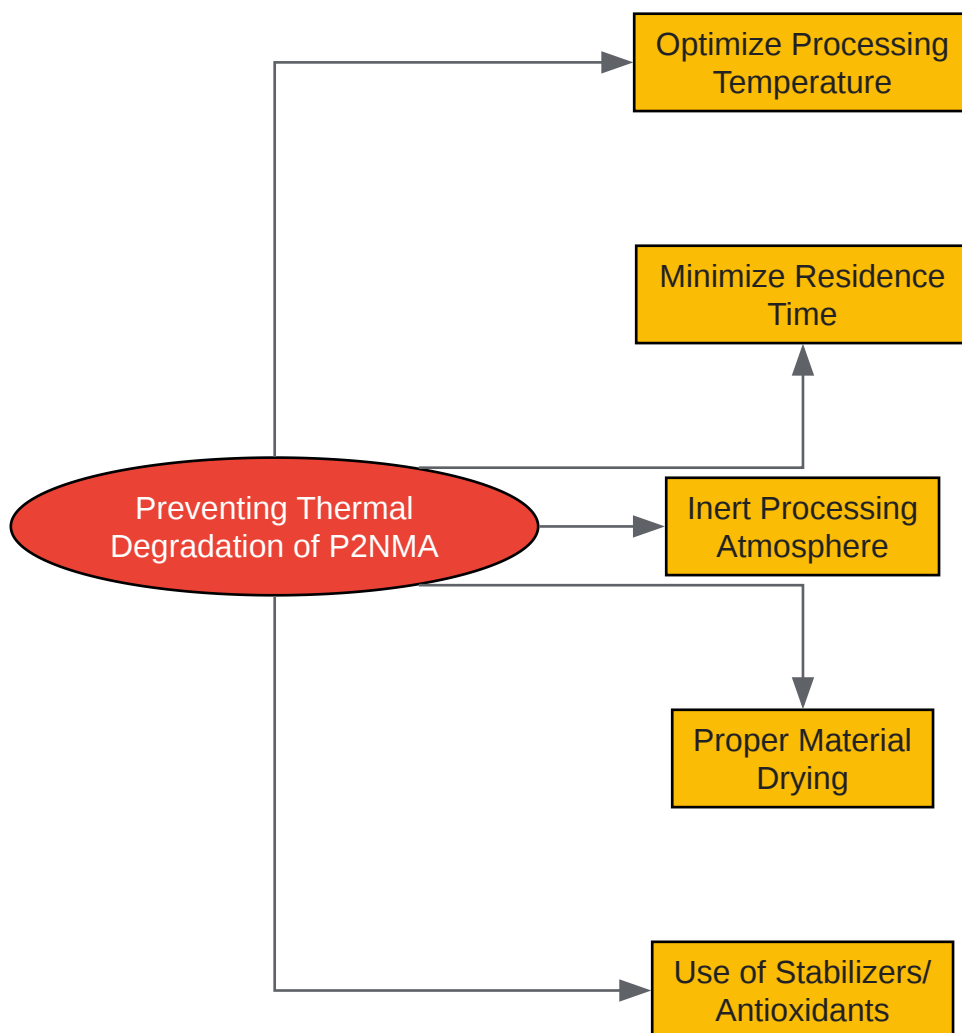 Optimize Processing
Temperature
Minimize Residence
Time
Preventing Thermal
Degradation of P2NMA
Inert Processing
Atmosphere
Proper Material
Drying
Use of Stabilizers/
Antioxidants